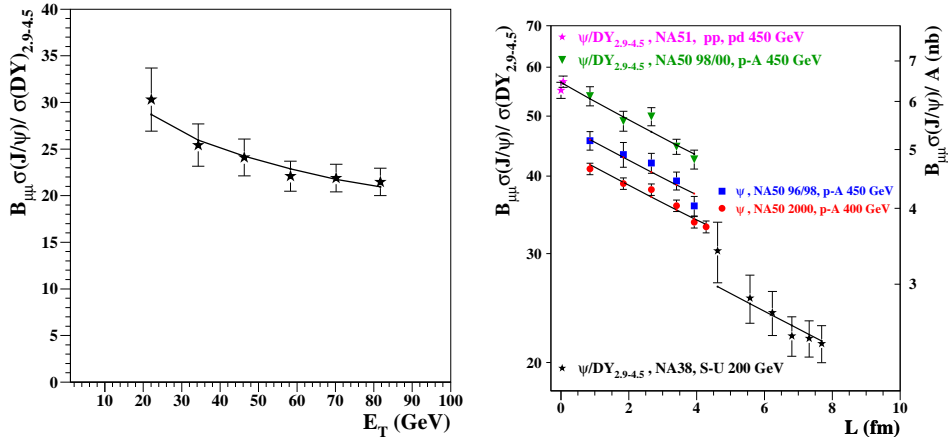 B_μμ σ(J/ψ)/ σ(DY)_2.9-4.5
40
35
30
25
20
15
10
5
0
10 20 30 40 50 60 70 80 90 100
E_T (GeV)
B_μμ σ(J/ψ)/ σ(DY_2.9-4.5)
70
60
50
40
30
20
ψ/DY_2.9-4.5 , NA51, pp, pd 450 GeV
ψ/DY_2.9-4.5 , NA50 98/00, p-A 450 GeV
ψ , NA50 96/98, p-A 450 GeV
ψ , NA50 2000, p-A 400 GeV
ψ/DY_2.9-4.5 , NA38, S-U 200 GeV
0 2 4 6 8 10
L (fm)
7
6
5
4
3
B_μμ σ(J/ψ)/ A (nb)